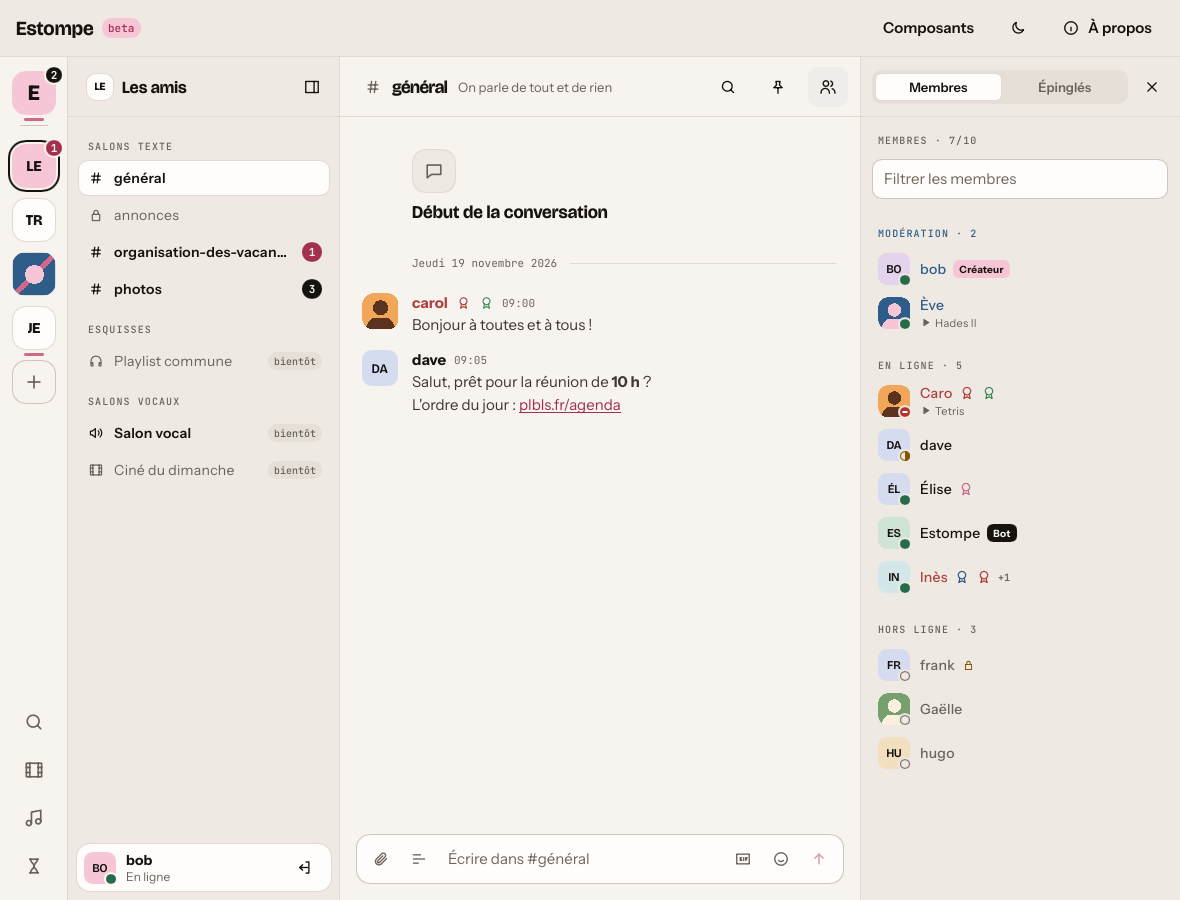 Estompe beta
Composants
À propos
E 2
LE 1
TR
JE
LE Les amis
SALONS TEXTE
# général
annonces
# organisation-des-vacan... 1
# photos 3
ESQUISSES
Playlist commune bientôt
SALONS VOCAUX
Salon vocal bientôt
Ciné du dimanche bientôt
BO bob
En ligne
# général On parle de tout et de rien
Début de la conversation
Jeudi 19 novembre 2026
carol 09:00
Bonjour à toutes et à tous !
DA dave 09:05
Salut, prêt pour la réunion de 10 h ?
L'ordre du jour : plbls.fr/agenda
Écrire dans #général
GIF
Membres Épinglés
MEMBRES · 7/10
Filtrer les membres
MODÉRATION · 2
BO bob Créateur
Ève
Hades II
EN LIGNE · 5
Caro
Tetris
DA dave
ÉL Élise
ES Estompe Bot
IN Inès +1
HORS LIGNE · 3
FR frank
Gaëlle
HU hugo